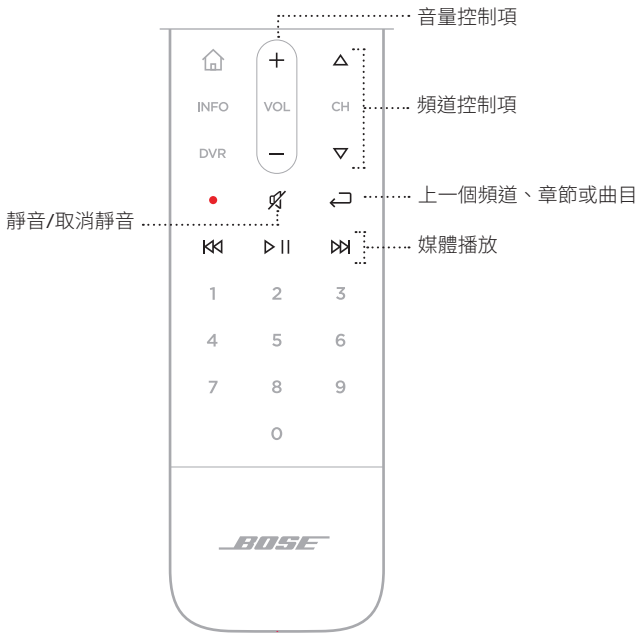 音量控制項
INFO
VOL
CH
頻道控制項
DVR
上一個頻道、章節或曲目
靜音/取消靜音
媒體播放
1 2 3
4 5 6
7 8 9
0
BOSE